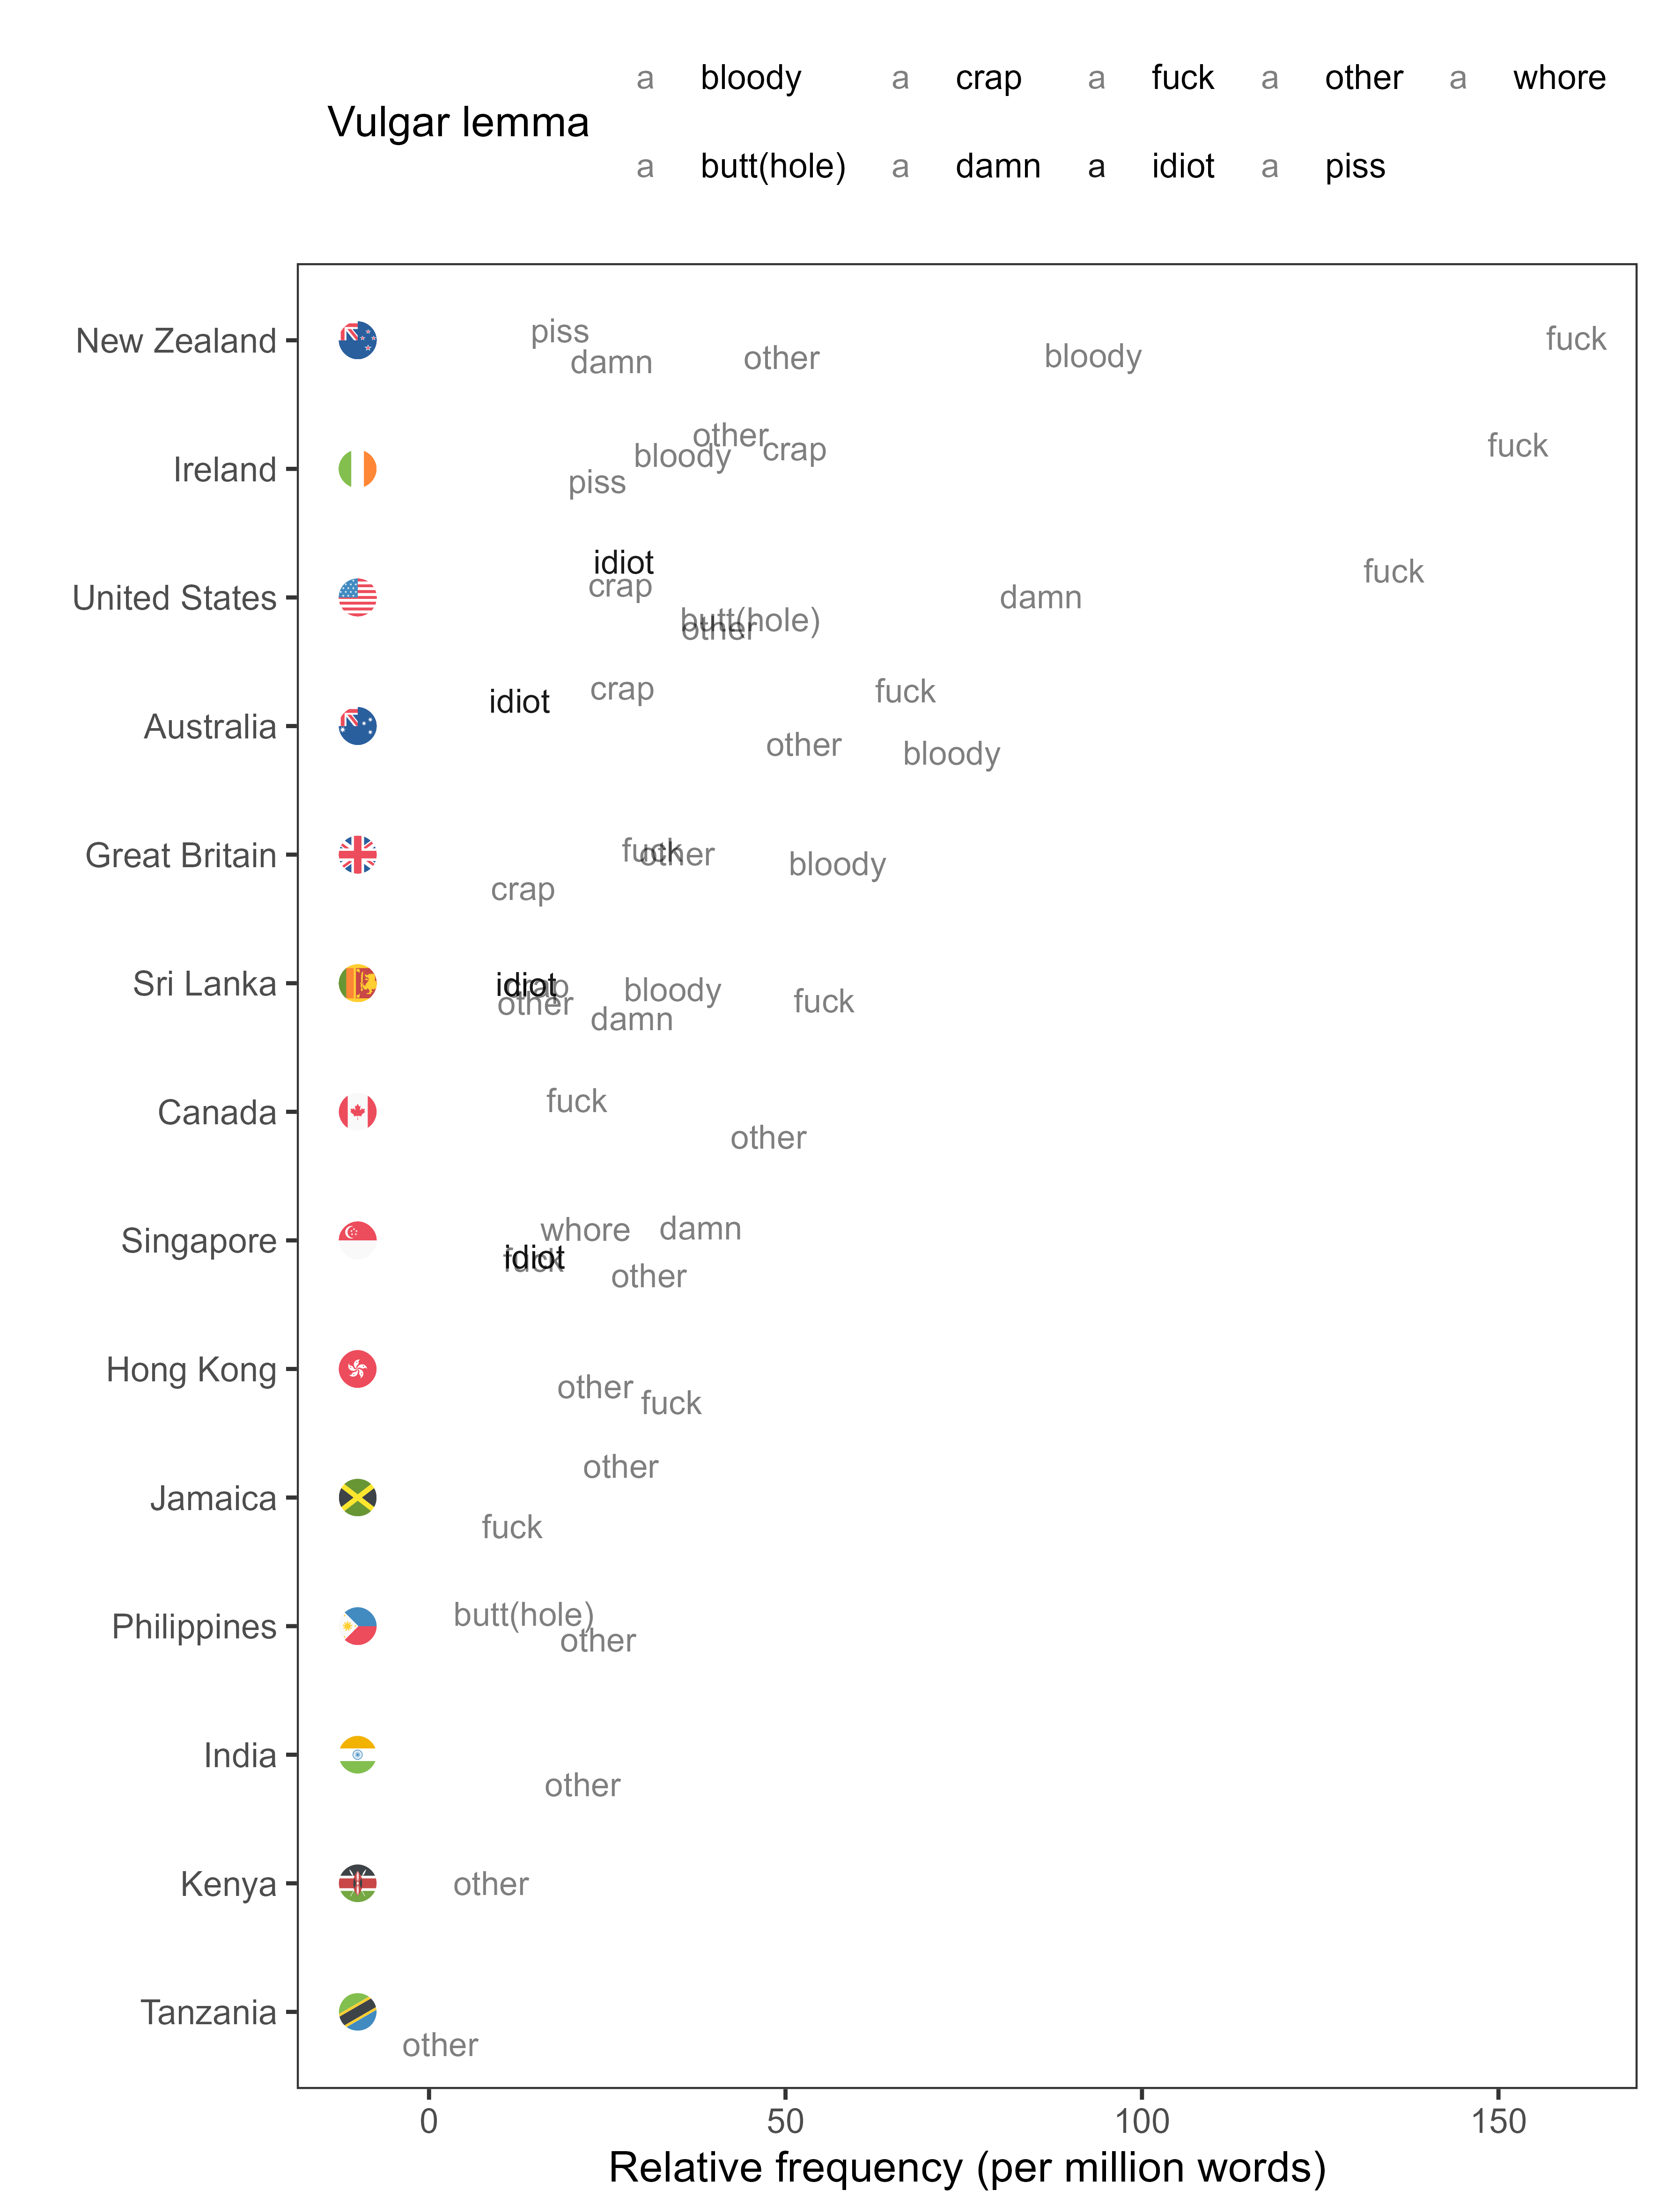 a bloody a crap a fuck a other a whore
Vulgar lemma
a butt(hole) a damn a idiot a piss
New Zealand piss damn other bloody fuck
Ireland piss bloody other crap fuck
United States idiot crap butt(hole) other damn fuck
Australia idiot crap other fuck bloody
Great Britain crap fuck other bloody
Sri Lanka idiot crap other damn bloody fuck
Canada fuck other
Singapore whore damn fuck idiot other
Hong Kong other fuck
Jamaica other fuck
Philippines butt(hole) other
India other
Kenya other
Tanzania other
0 50 100 150
Relative frequency (per million words)